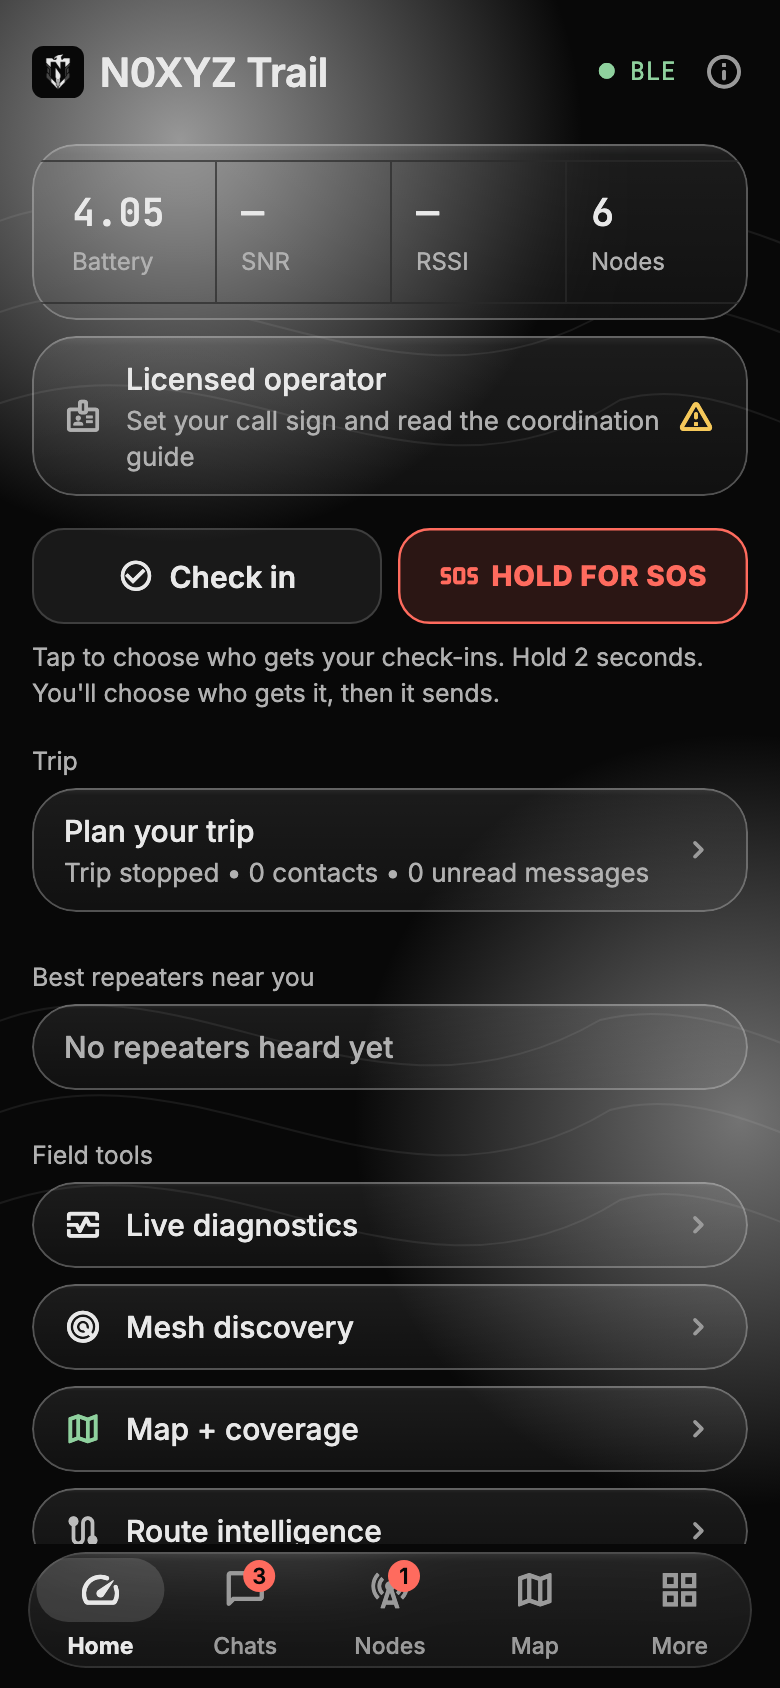 N0XYZ Trail
BLE
4.05
–
–
6
Battery
SNR
RSSI
Nodes
Licensed operator
Set your call sign and read the coordination
guide
Check in
SOS HOLD FOR SOS
Tap to choose who gets your check-ins. Hold 2 seconds.
You'll choose who gets it, then it sends.
Trip
Plan your trip
Trip stopped • 0 contacts • 0 unread messages
Best repeaters near you
No repeaters heard yet
Field tools
Live diagnostics
Mesh discovery
Map + coverage
Route intelligence
3
1
Home
Chats
Nodes
Map
More